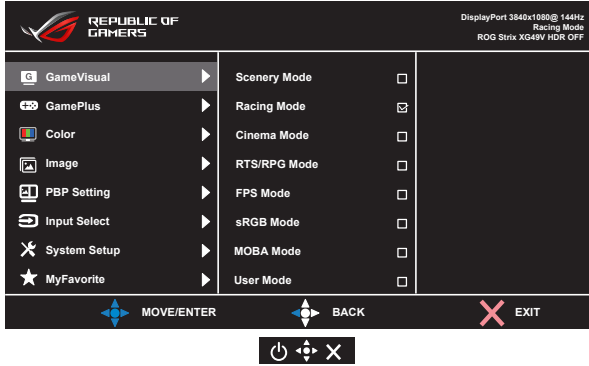 REPUBLIC OF
GAMERS
DisplayPort 3840x1080@ 144Hz
Racing Mode
ROG Strix XG49V HDR OFF
G GameVisual
GamePlus
Color
Image
PBP Setting
Input Select
System Setup
MyFavorite
Scenery Mode
Racing Mode
Cinema Mode
RTS/RPG Mode
FPS Mode
sRGB Mode
MOBA Mode
User Mode
MOVE/ENTER
BACK
EXIT